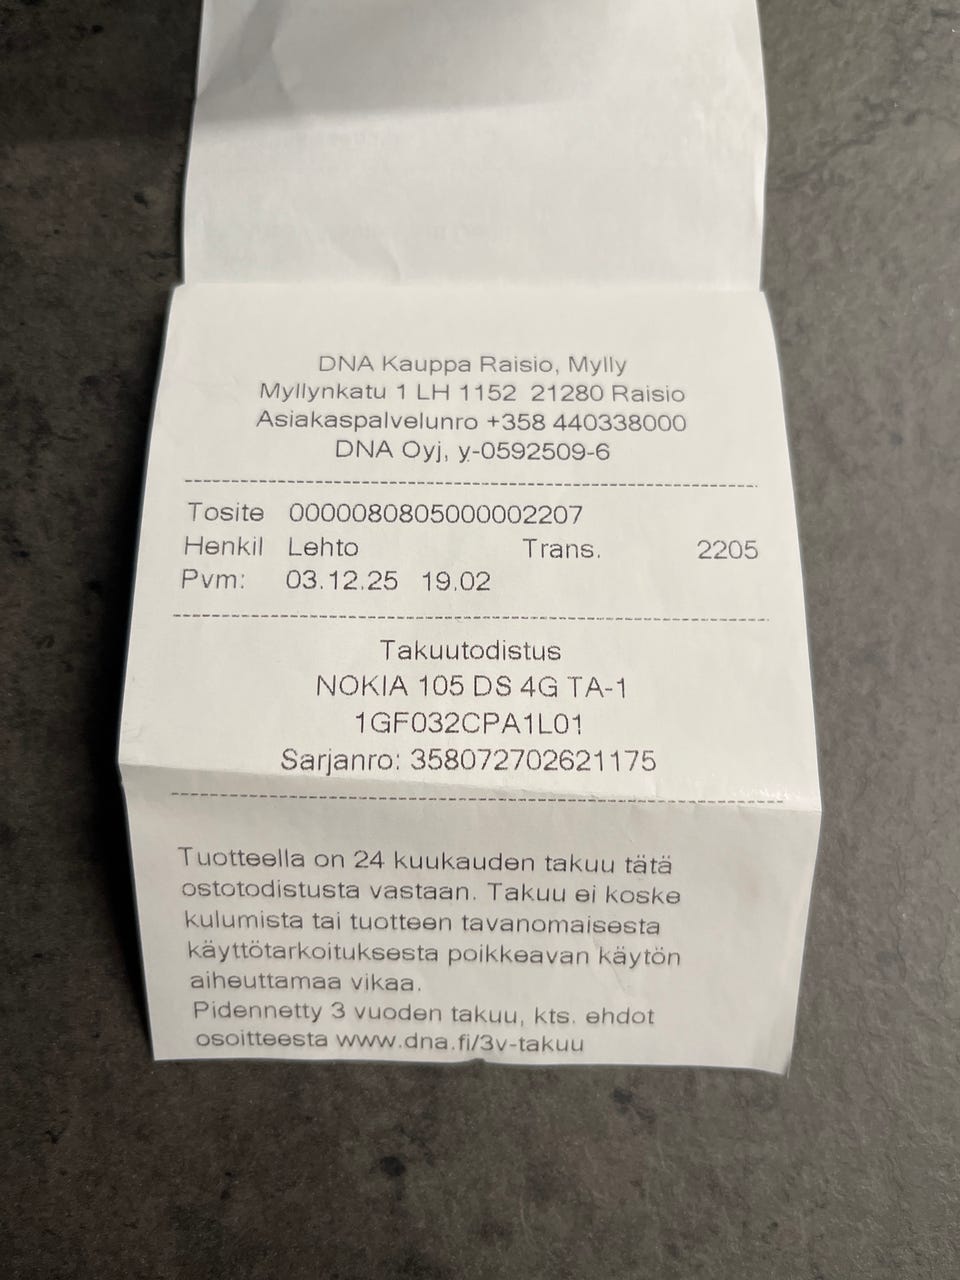 DNA Kauppa Raisio, Mylly
Myllynkatu 1 LH 1152 21280 Raisio
Asiakaspalvelunro +358 440338000
DNA Oyj, y-0592509-6
Tosite 0000080805000002207
Henkil Lehto Trans. 2205
Pvm: 03.12.25 19.02
Takuutodistus
NOKIA 105 DS 4G TA-1
1GF032CPA1L01
Sarjanro: 358072702621175
Tuotteella on 24 kuukauden takuu tätä
ostotodistusta vastaan. Takuu ei koske
kulumista tai tuotteen tavanomaisesta
käyttötarkoituksesta poikkeavan käytön
aiheuttamaa vikaa.
Pidennetty 3 vuoden takuu, kts. ehdot
osoitteesta www.dna.fi/3v-takuu